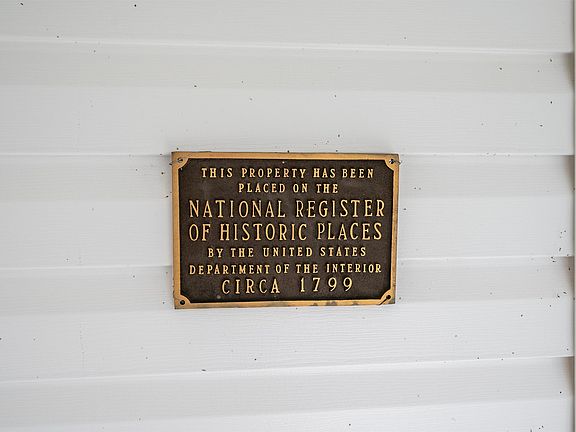 THIS PROPERTY HAS BEEN
PLACED ON THE
NATIONAL REGISTER
OF HISTORIC PLACES
BY THE UNITED STATES
DEPARTMENT OF THE INTERIOR
CIRCA 1799